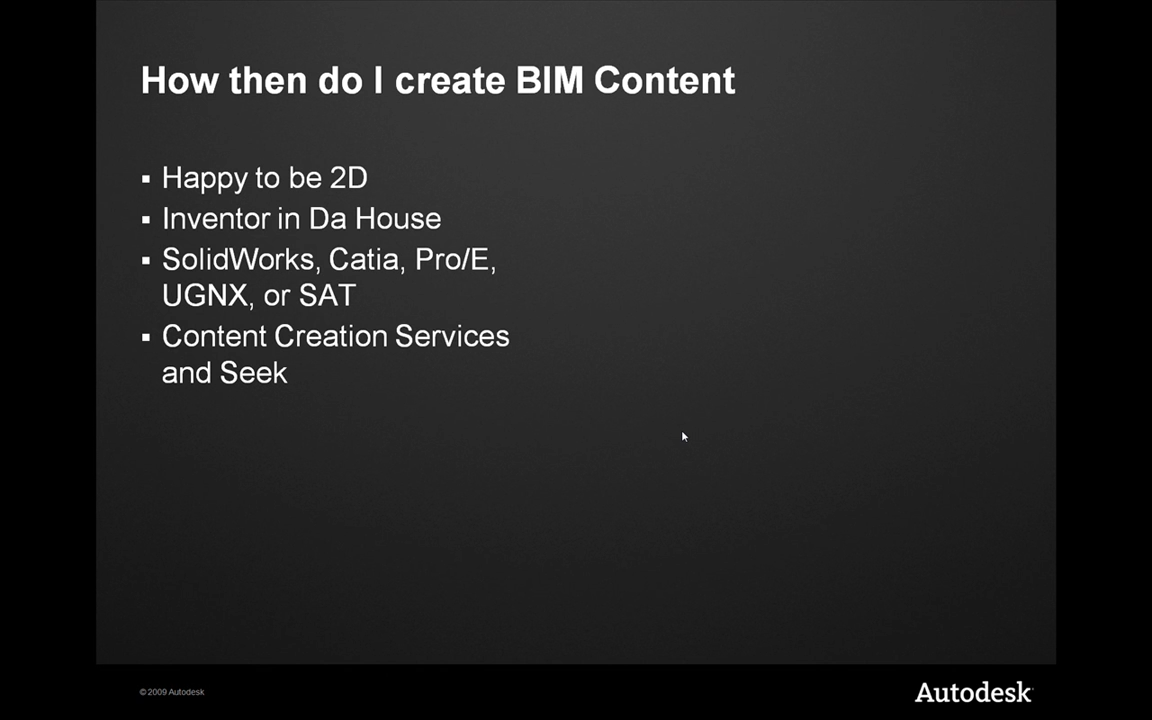 How then do I create BIM Content
▪ Happy to be 2D
▪ Inventor in Da House
▪ SolidWorks, Catia, Pro/E,
UGNX, or SAT
▪ Content Creation Services
and Seek
© 2009 Autodesk
Autodesk